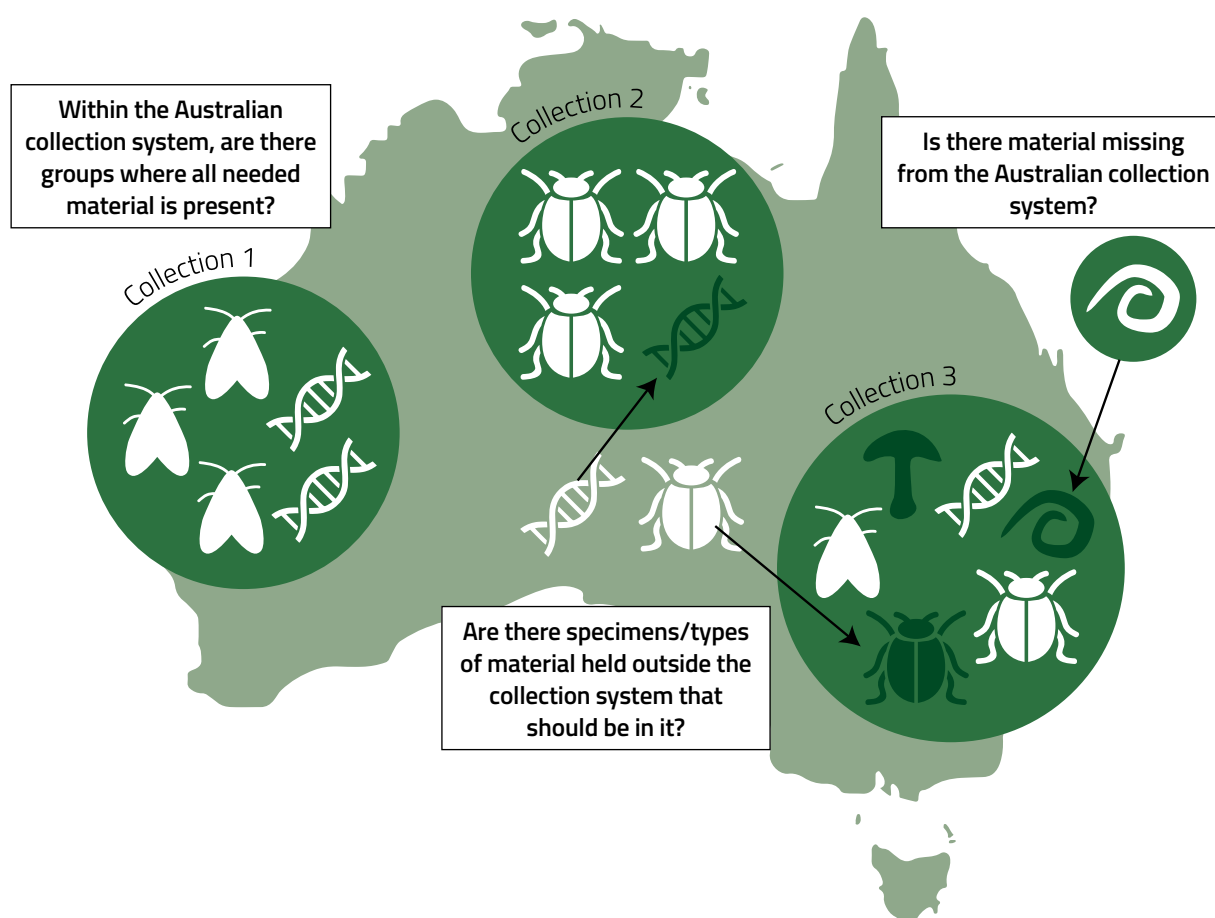 Within the Australian
collection system, are there
groups where all needed
material is present?
Collection 1
Collection 2
Is there material missing
from the Australian collection
system?
Collection 3
Are there specimens/types
of material held outside the
collection system that
should be in it?